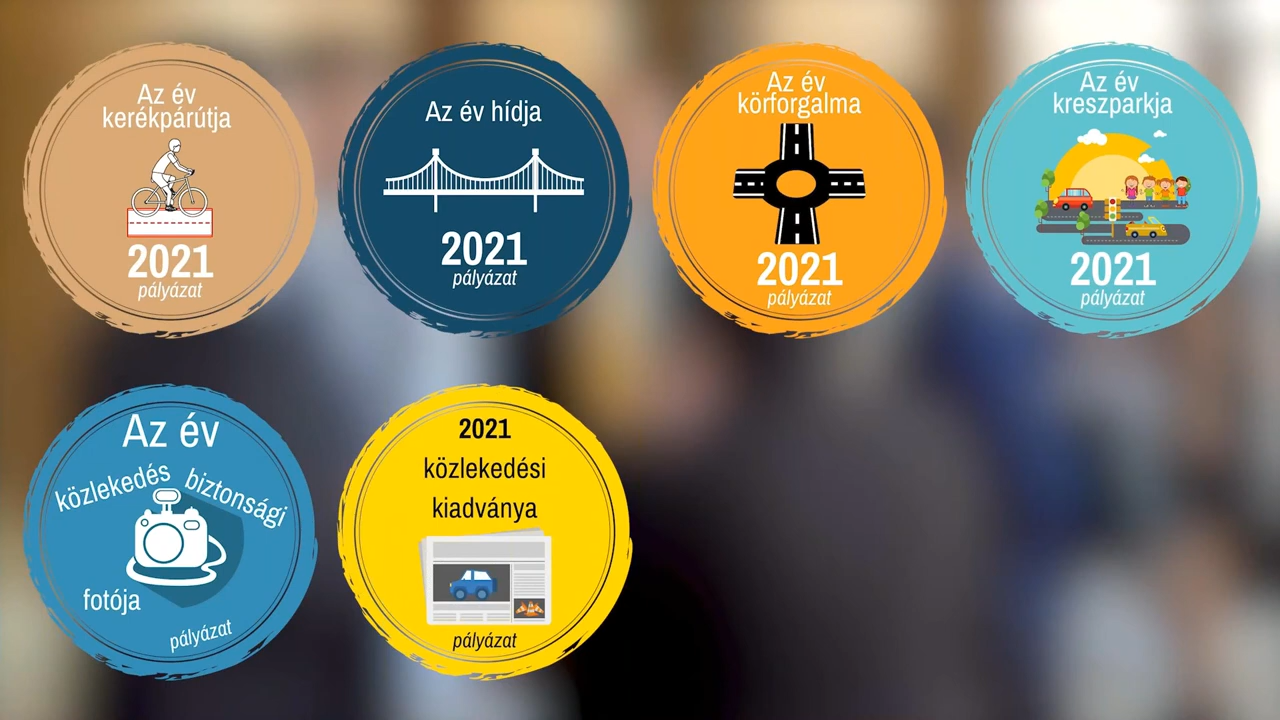 Az év
kerékpárútja
2021
pályázat
Az év hídja
2021
pályázat
Az év
körforgalma
2021
pályázat
Az év
kreszparkja
2021
pályázat
Az év
közlekedés biztonsági
fotója
pályázat
2021
közlekedési
kiadványa
pályázat